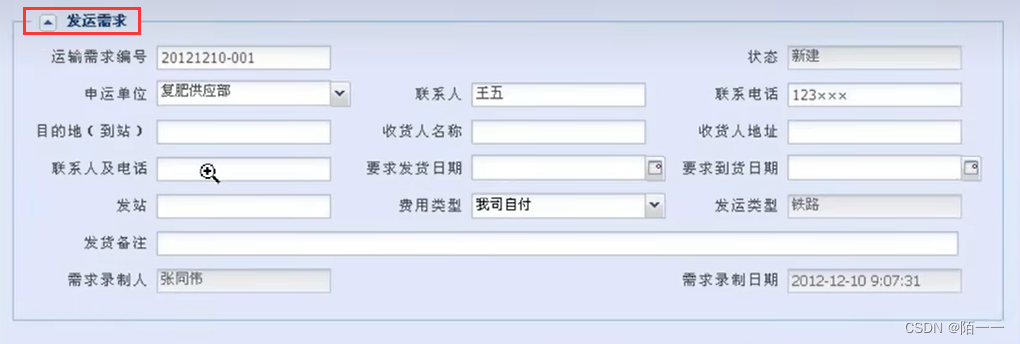 发运需求
运输需求编号 20121210-001 状态 新建
申运单位 复肥供应部 联系人 王五 联系电话 123×××
目的地（到站） 收货人名称 收货人地址
联系人及电话 要求发货日期 要求到货日期
发站 费用类型 我司自付 发运类型 铁路
发货备注
需求录制人 张同伟 需求录制日期 2012-12-10 9:07:31
CSDN @陌一一